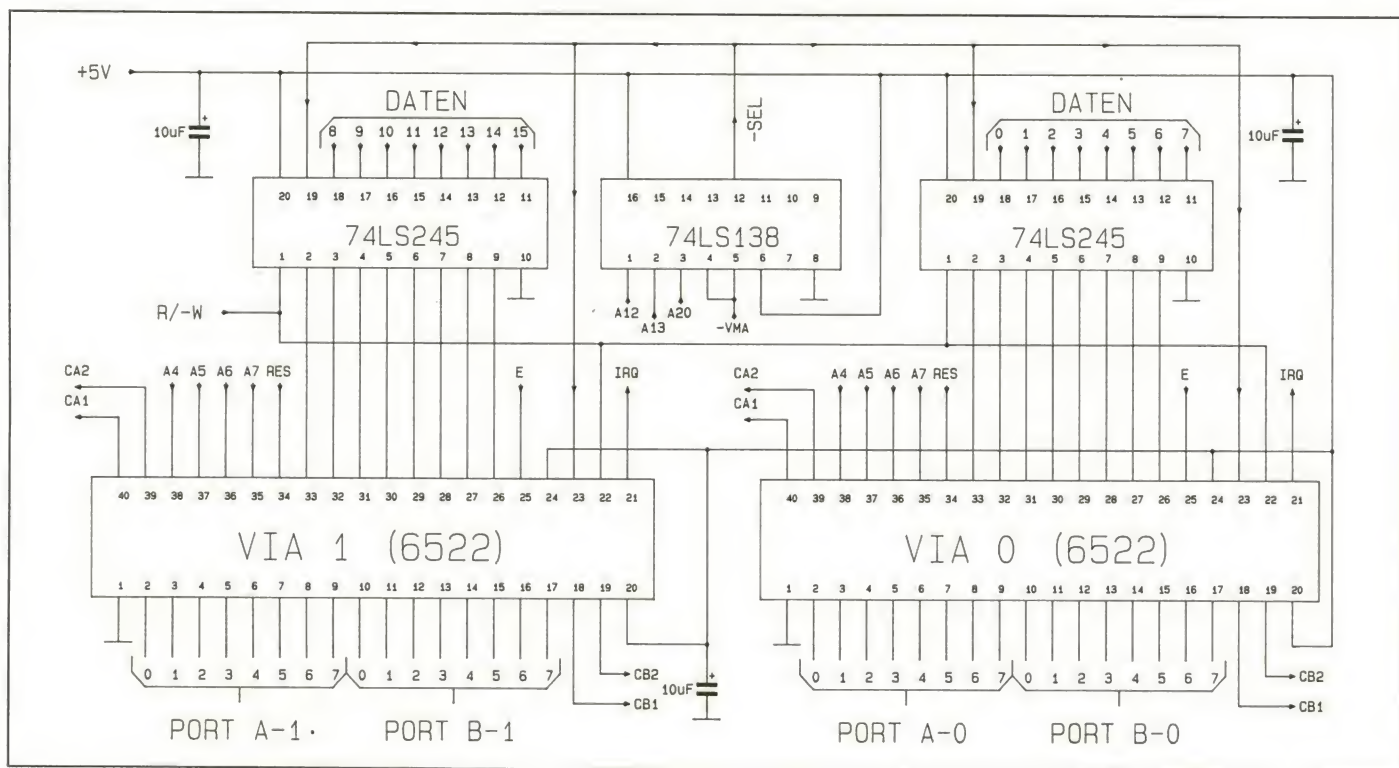 +5V
DATEN
DATEN
10uF
+
8 9 10 11 12 13 14 15
-SEL
0 1 2 3 4 5 6 7
10uF
+
20 19 18 17 16 15 14 13 12 11
16 15 14 13 12 11 10 9
20 19 18 17 16 15 14 13 12 11
74LS245
74LS138
74LS245
1 2 3 4 5 6 7 8 9 10
1 2 3 4 5 6 7 8
1 2 3 4 5 6 7 8 9 10
R/-W
A12 A20
A13 -VMA
CA2 A4 A5 A6 A7 RES E IRQ
CA1
CA2 A4 A5 A6 A7 RES E IRQ
CA1
40 39 38 37 36 35 34 33 32 31 30 29 28 27 26 25 24 23 22 21
40 39 38 37 36 35 34 33 32 31 30 29 28 27 26 25 24 23 22 21
VIA 1 (6522)
VIA 0 (6522)
1 2 3 4 5 6 7 8 9 10 11 12 13 14 15 16 17 18 19 20
1 2 3 4 5 6 7 8 9 10 11 12 13 14 15 16 17 18 19 20
0 1 2 3 4 5 6 7 0 1 2 3 4 5 6 7
CB2
CB1
10uF
+
0 1 2 3 4 5 6 7 0 1 2 3 4 5 6 7
CB2
CB1
PORT A-1. PORT B-1
PORT A-0 PORT B-0